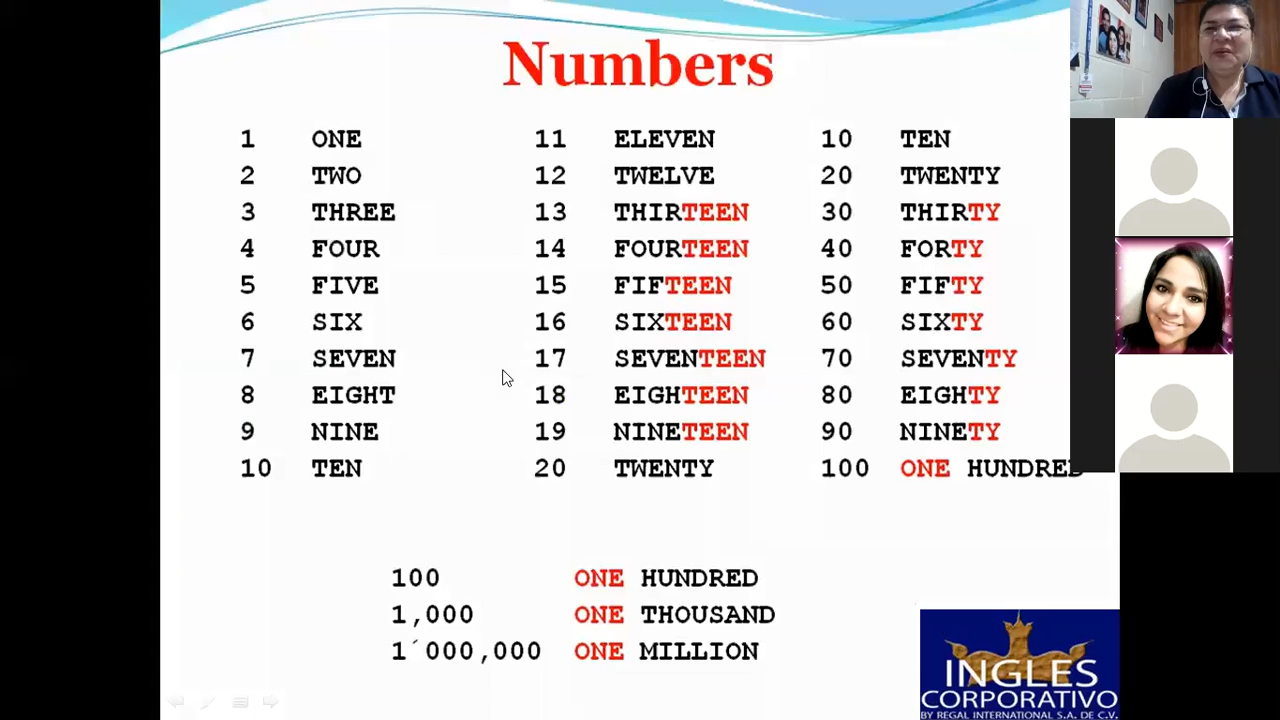 Numbers
1 ONE 11 ELEVEN 10 TEN
2 TWO 12 TWELVE 20 TWENTY
3 THREE 13 THIRTEEN 30 THIRTY
4 FOUR 14 FOURTEEN 40 FORTY
5 FIVE 15 FIFTEEN 50 FIFTY
6 SIX 16 SIXTEEN 60 SIXTY
7 SEVEN 17 SEVENTEEN 70 SEVENTY
8 EIGHT 18 EIGHTEEN 80 EIGHTY
9 NINE 19 NINETEEN 90 NINETY
10 TEN 20 TWENTY 100 ONE HUNDRED
100 ONE HUNDRED
1,000 ONE THOUSAND
1´000,000 ONE MILLION
INGLES
CORPORATIVO
BY REGAL INTERNATIONAL S.A. DE C.V.